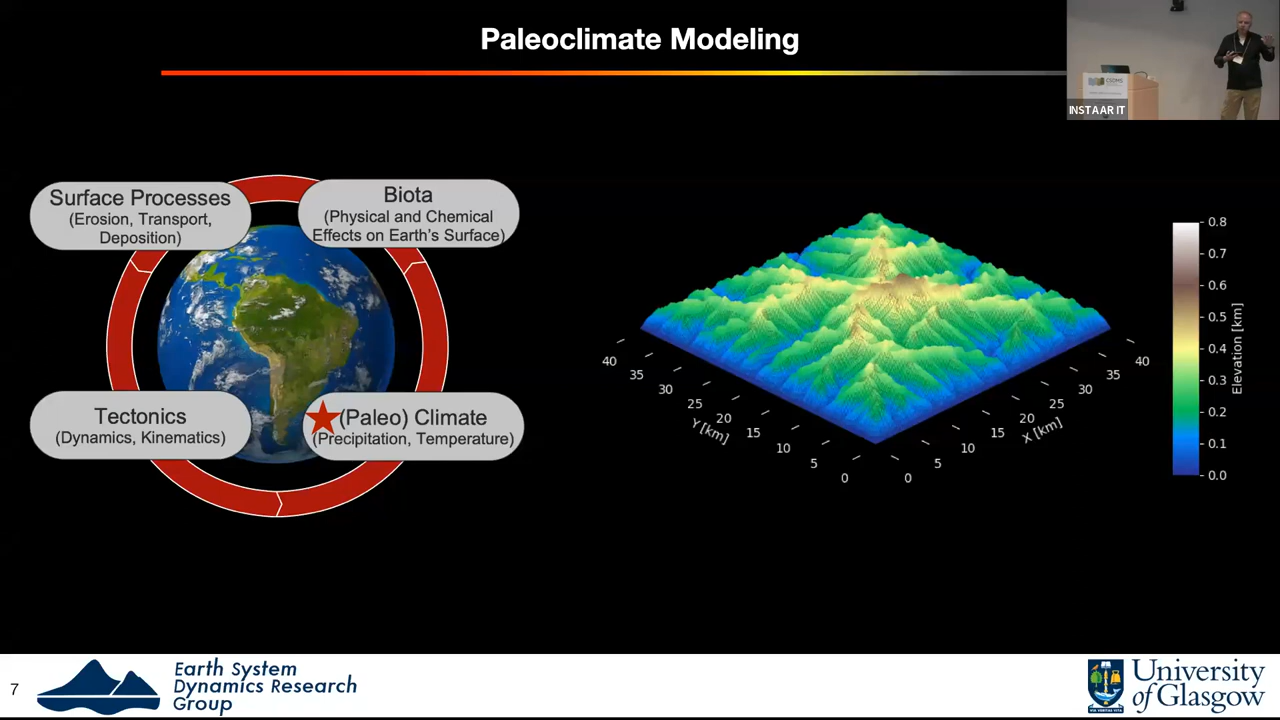 Paleoclimate Modeling
INSTAAR IT
Surface Processes
(Erosion, Transport,
Deposition)
Biota
(Physical and Chemical
Effects on Earth's Surface)
Tectonics
(Dynamics, Kinematics)
(Paleo) Climate
(Precipitation, Temperature)
40
35
30
25
20
15
10
5
0
Y [km]
0
5
10
15
20
25
30
35
40
X [km]
0.8
0.7
0.6
0.5
0.4
0.3
0.2
0.1
0.0
Elevation [km]
7
Earth System
Dynamics Research
Group
University
of Glasgow